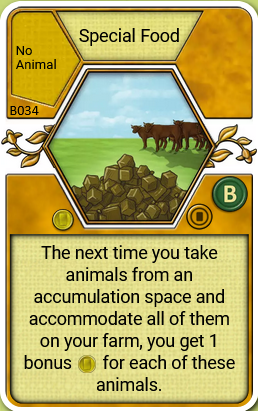 Special Food
No
Animal
B034
B
The next time you take
animals from an
accumulation space and
accommodate all of them
on your farm, you get 1
bonus for each of these
animals.